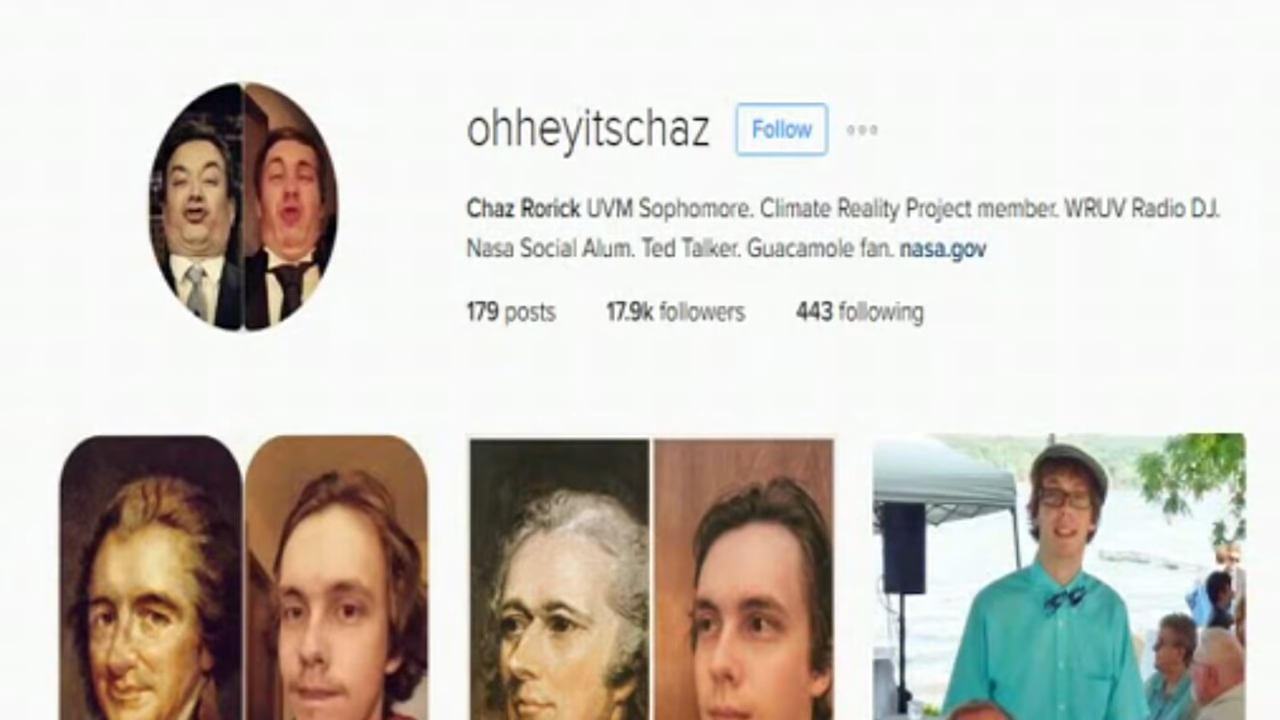 ohheyitschaz Follow
Chaz Rorick UVM Sophomore. Climate Reality Project member. WRUV Radio DJ.
Nasa Social Alum. Ted Talker. Guacamole fan. nasa.gov
179 posts 17.9k followers 443 following